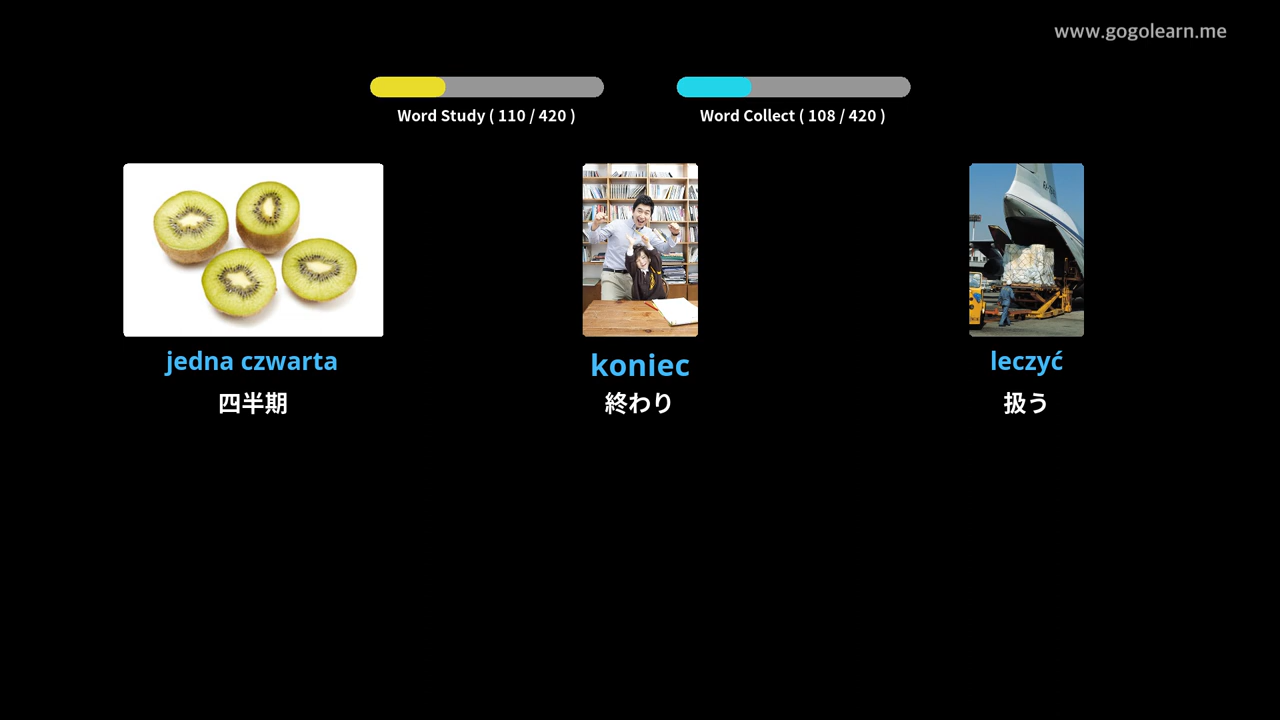 www.gogolearn.me
Word Study ( 110 / 420 )
Word Collect ( 108 / 420 )
jedna czwarta
koniec
leczyć
四半期
終わり
扱う